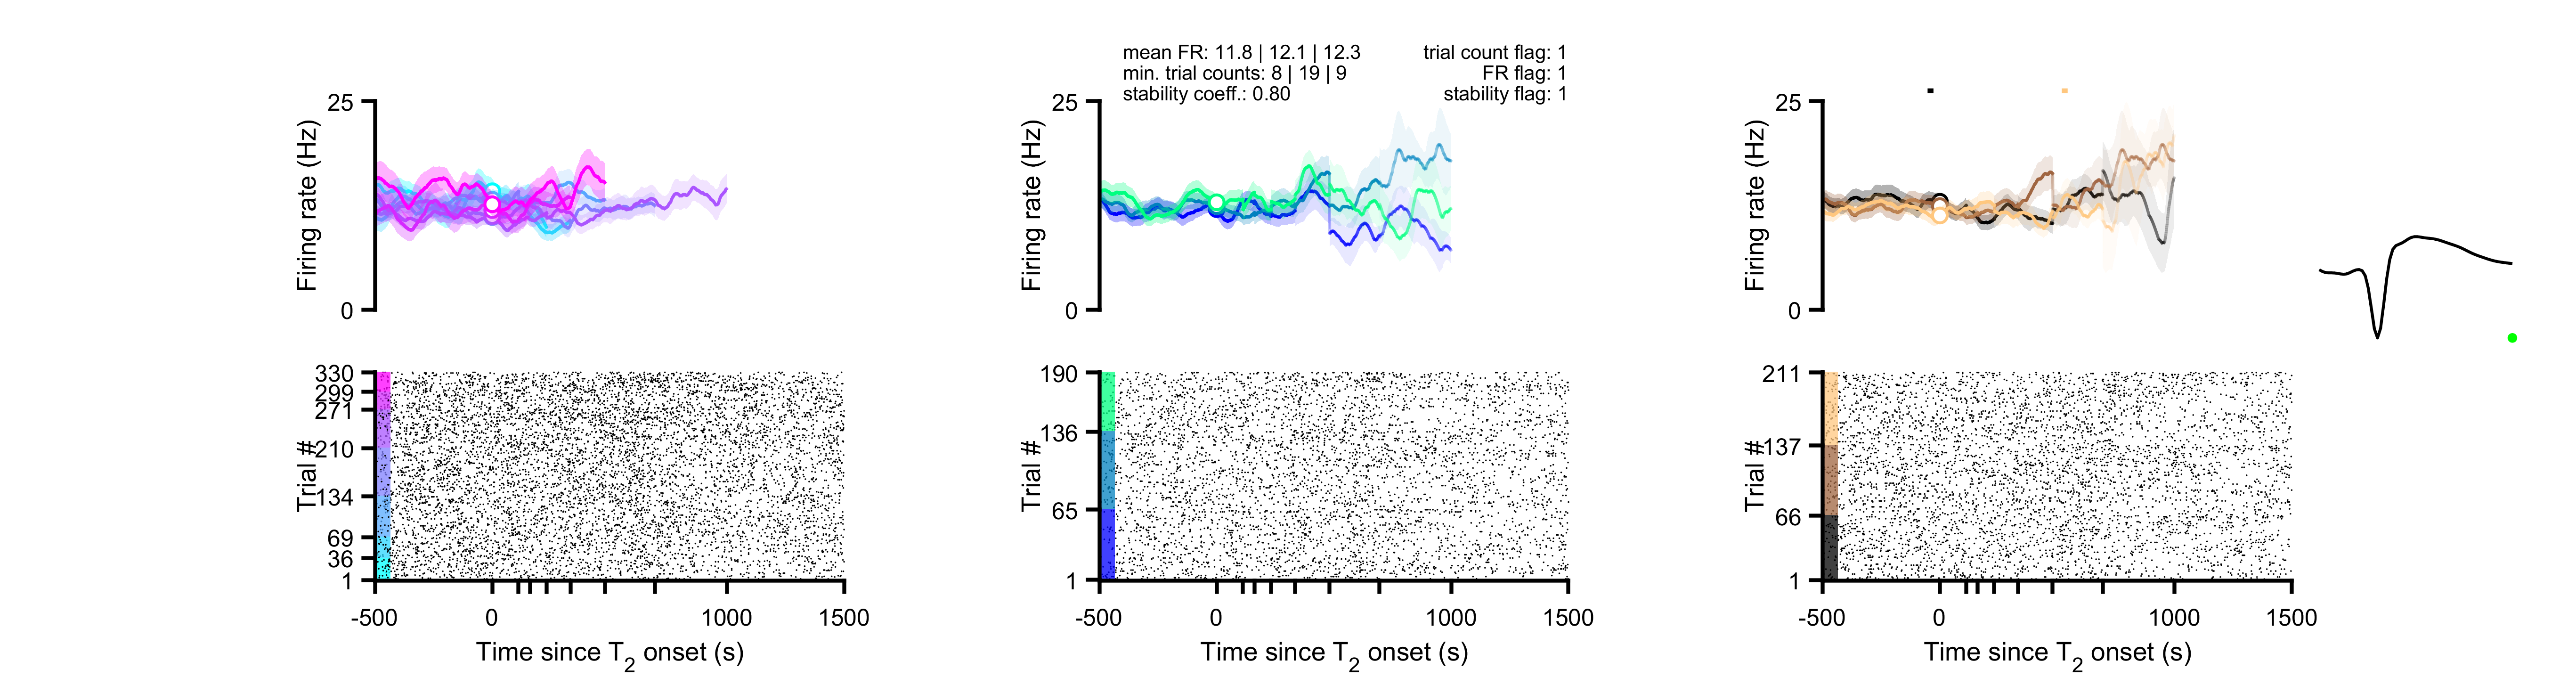 mean FR: 11.8 | 12.1 | 12.3
trial count flag: 1
min. trial counts: 8 | 19 | 9
FR flag: 1
stability coeff.: 0.80
stability flag: 1
25
Firing rate (Hz)
0
25
Firing rate (Hz)
0
25
Firing rate (Hz)
0
330
299
271
210
134
69
36
1
Trial #
-500
0
1000
1500
Time since T2 onset (s)
190
136
65
1
Trial #
-500
0
1000
1500
Time since T2 onset (s)
211
137
66
1
Trial #
-500
0
1000
1500
Time since T2 onset (s)